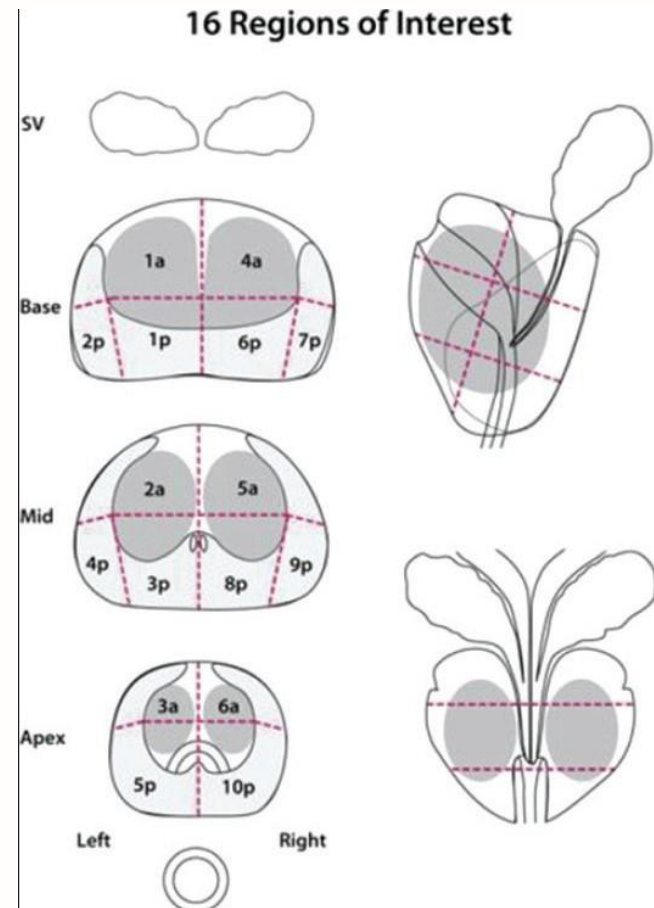 16 Regions of Interest
SV
1a 4a
Base
2p 1p 6p 7p
2a 5a
Mid
4p 3p 8p 9p
3a 6a
Apex
5p 10p
Left Right